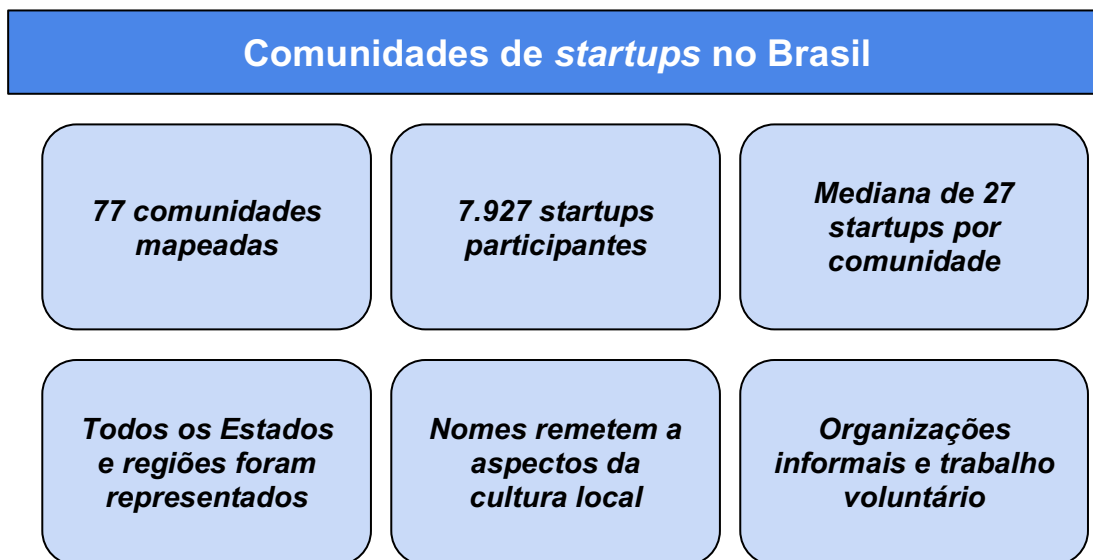 Comunidades de startups no Brasil
77 comunidades
mapeadas
7.927 startups
participantes
Mediana de 27
startups por
comunidade
Todos os Estados
e regiões foram
representados
Nomes remetem a
aspectos da
cultura local
Organizações
informais e trabalho
voluntário